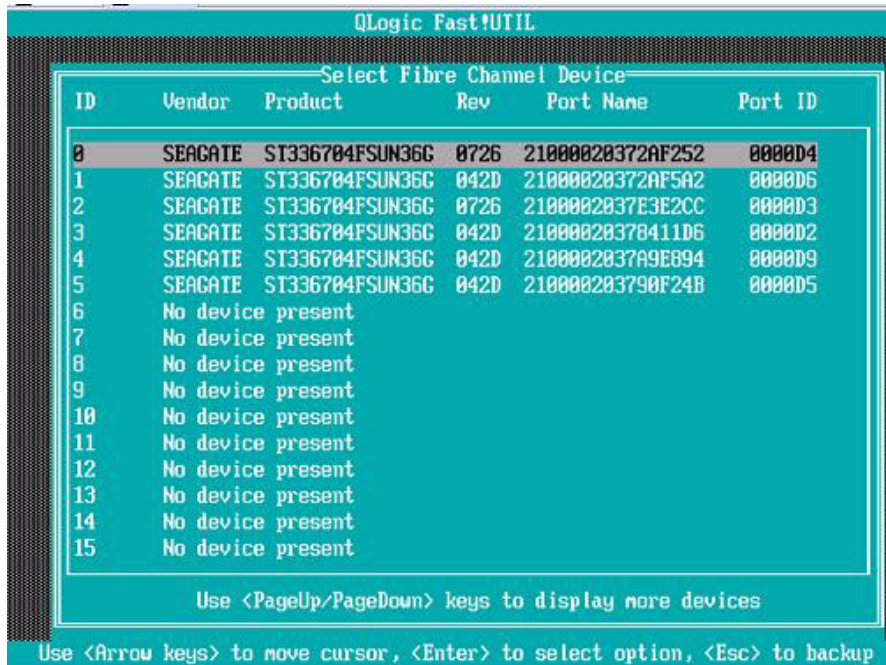 QLogic Fast!UTIL
Select Fibre Channel Device
ID Vendor Product Rev Port Name Port ID
0 SEAGATE ST336704FSUN36G 0726 21000020372AF252 0000D4
1 SEAGATE ST336704FSUN36G 042D 21000020372AF5A2 0000D6
2 SEAGATE ST336704FSUN36G 0726 2100002037E3E2CC 0000D3
3 SEAGATE ST336704FSUN36G 042D 21000020378411D6 0000D2
4 SEAGATE ST336704FSUN36G 042D 2100002037A9E894 0000D9
5 SEAGATE ST336704FSUN36G 042D 210000203790F24B 0000D5
6 No device present
7 No device present
8 No device present
9 No device present
10 No device present
11 No device present
12 No device present
13 No device present
14 No device present
15 No device present
Use <PageUp/PageDown> keys to display more devices
Use <Arrow keys> to move cursor, <Enter> to select option, <Esc> to backup